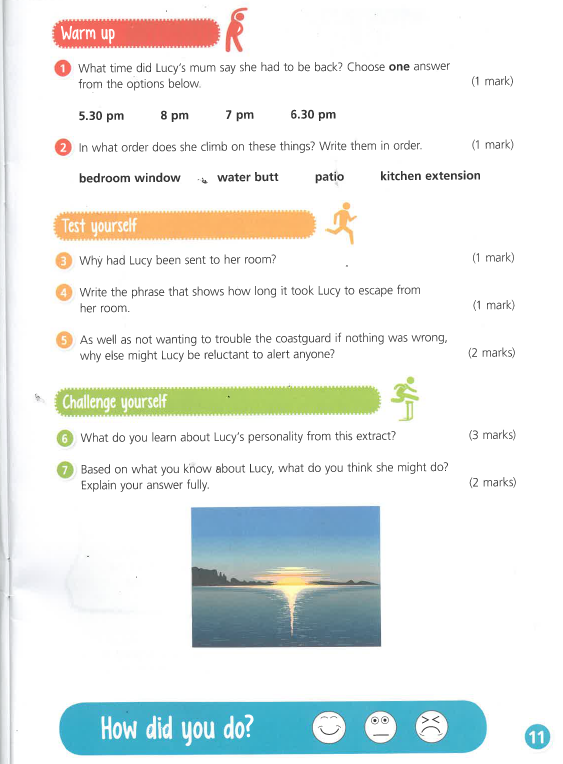 Warm up
1 What time did Lucy's mum say she had to be back? Choose one answer
from the options below. (1 mark)
5.30 pm 8 pm 7 pm 6.30 pm
2 In what order does she climb on these things? Write them in order. (1 mark)
bedroom window water butt patio kitchen extension
Test yourself
3 Why had Lucy been sent to her room? (1 mark)
4 Write the phrase that shows how long it took Lucy to escape from
her room. (1 mark)
5 As well as not wanting to trouble the coastguard if nothing was wrong,
why else might Lucy be reluctant to alert anyone? (2 marks)
Challenge yourself
6 What do you learn about Lucy's personality from this extract? (3 marks)
7 Based on what you know about Lucy, what do you think she might do?
Explain your answer fully. (2 marks)
How did you do?
11